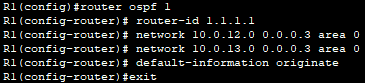 R1(config)#router ospf 1
R1(config-router)# router-id 1.1.1.1
R1(config-router)# network 10.0.12.0 0.0.0.3 area 0
R1(config-router)# network 10.0.13.0 0.0.0.3 area 0
R1(config-router)# default-information originate
R1(config-router)#exit